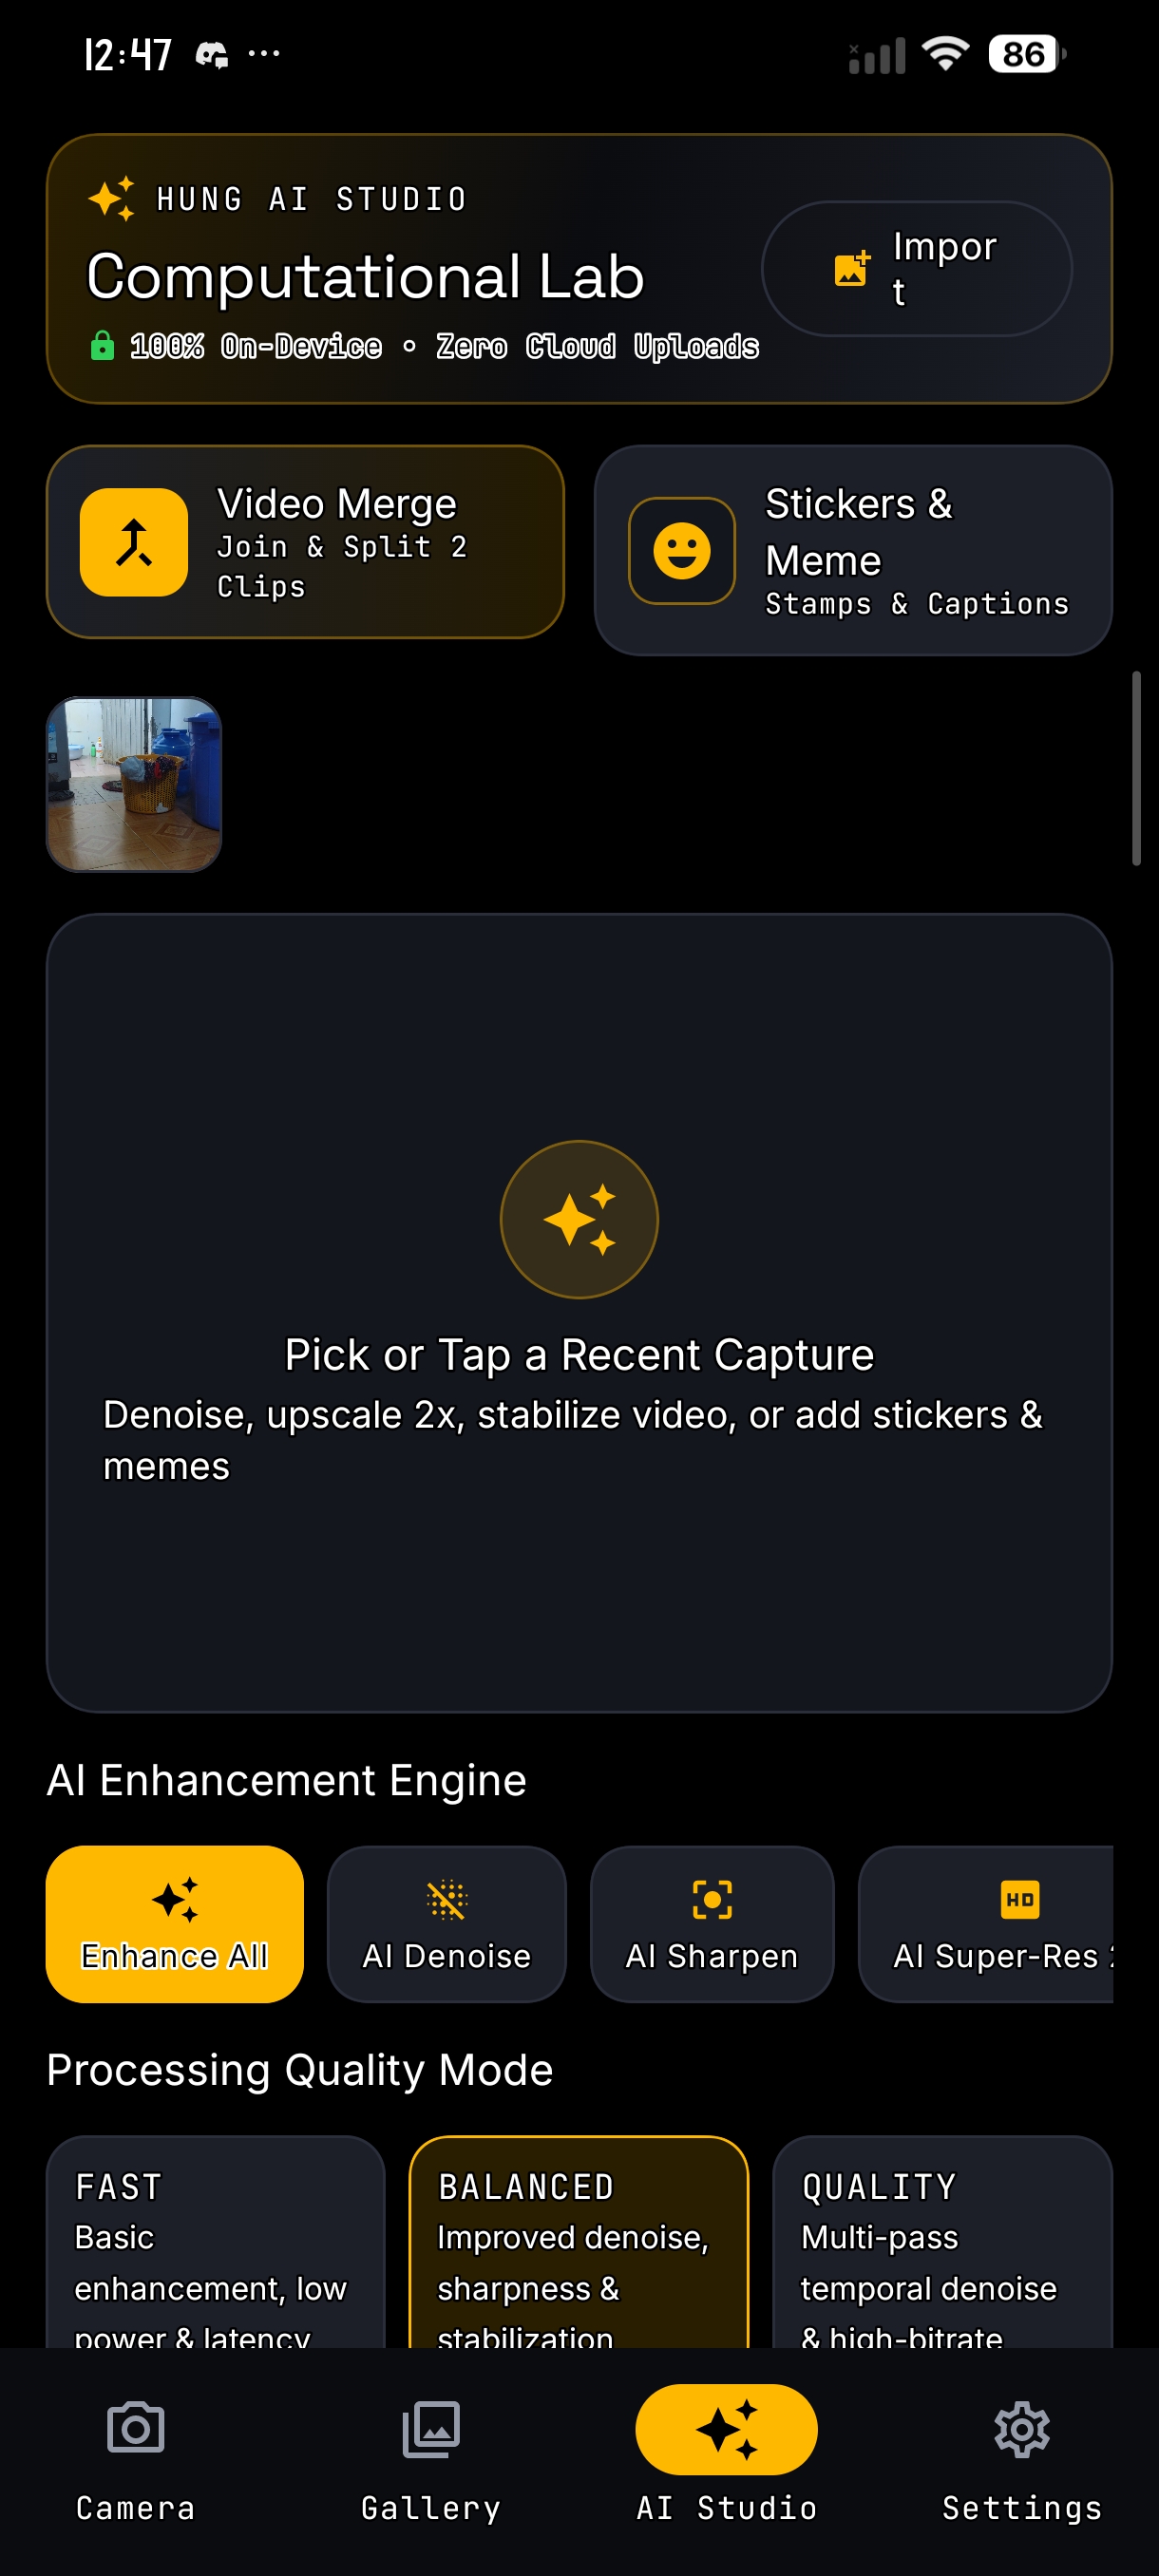 12:47
86
HUNG AI STUDIO
Computational Lab
100% On-Device • Zero Cloud Uploads
Impor
t
Video Merge
Join & Split 2
Clips
Stickers &
Meme
Stamps & Captions
Pick or Tap a Recent Capture
Denoise, upscale 2x, stabilize video, or add stickers &
memes
AI Enhancement Engine
Enhance All
AI Denoise
AI Sharpen
HD
AI Super-Res
Processing Quality Mode
FAST
Basic
enhancement, low
power & latency
BALANCED
Improved denoise,
sharpness &
stabilization
QUALITY
Multi-pass
temporal denoise
& high-bitrate
Camera
Gallery
AI Studio
Settings